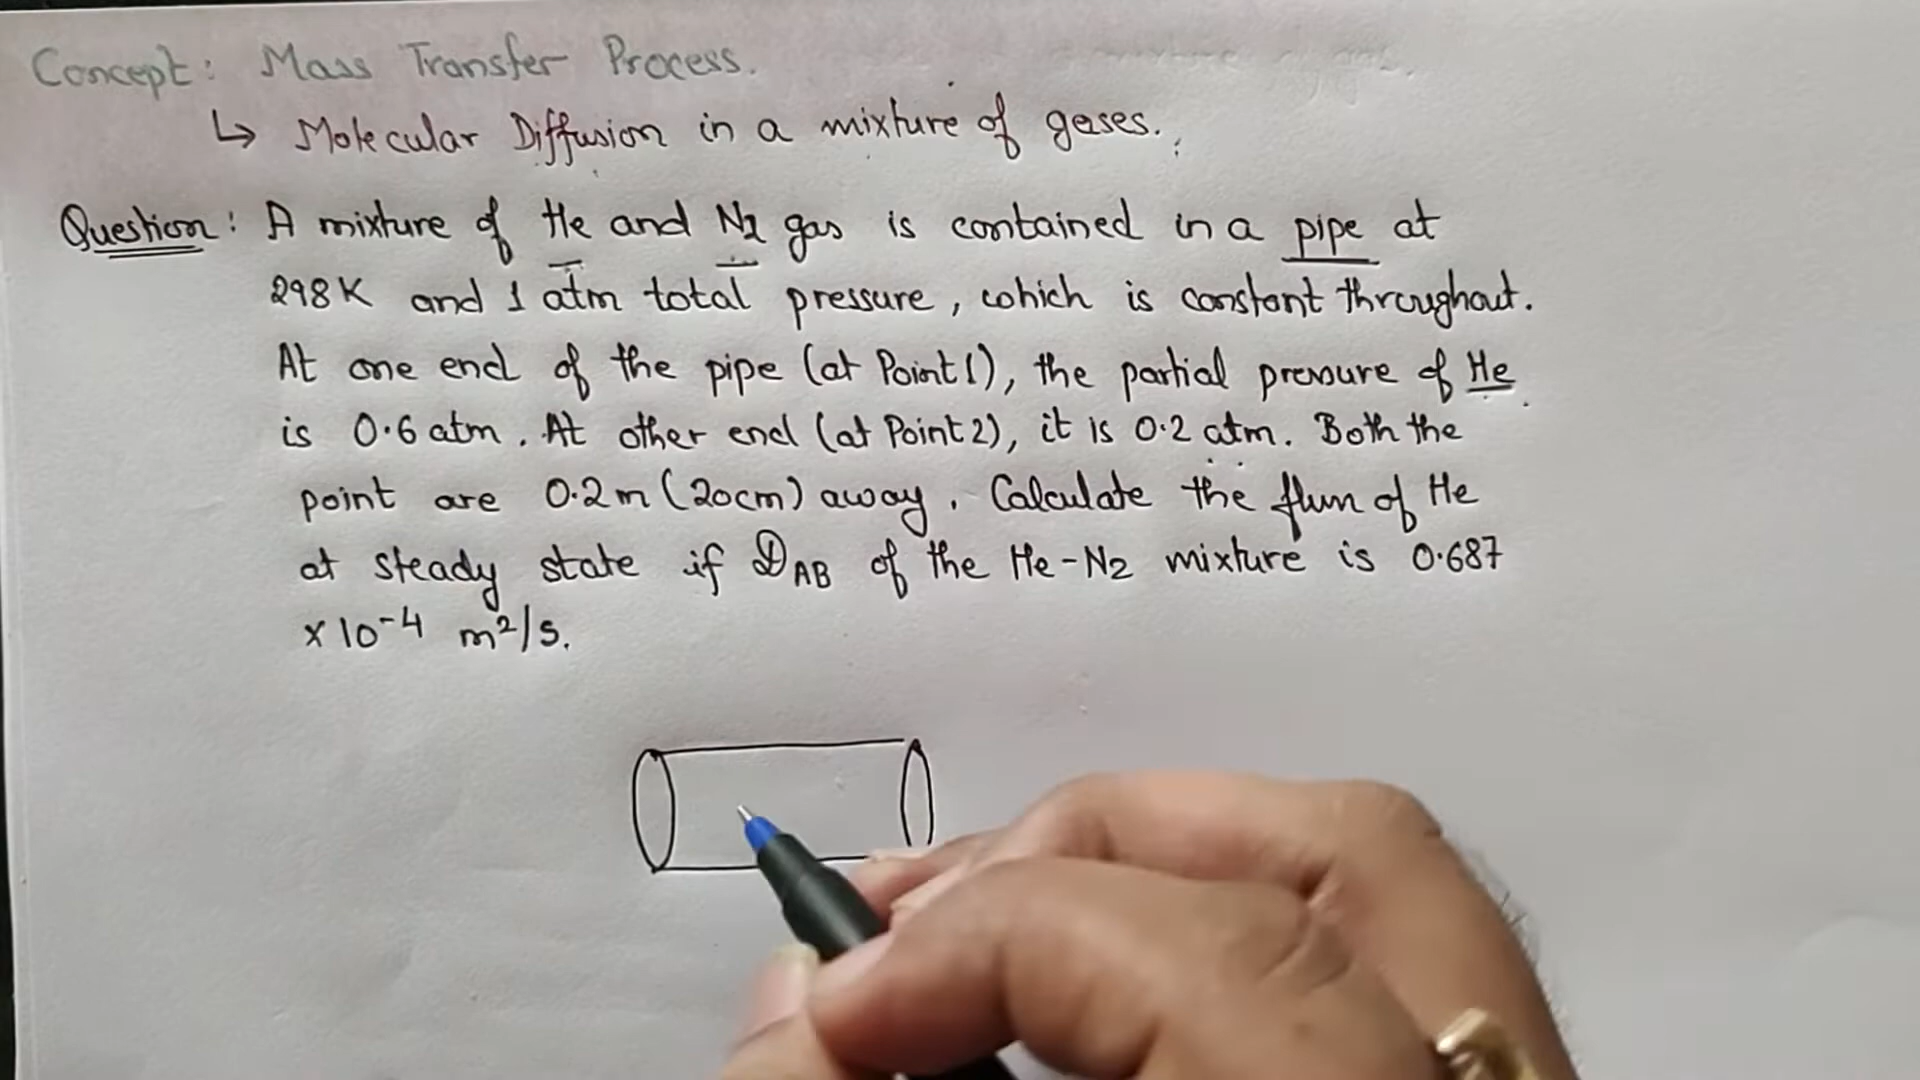 Concept: Mass Transfer Process.
↳ Molecular Diffusion in a mixture of gases.
Question: A mixture of He and N2 gas is contained in a pipe at
298K and 1 atm total pressure, which is constant throughout.
At one end of the pipe (at Point 1), the partial pressure of He
is 0.6 atm. At other end (at Point 2), it is 0.2 atm. Both the
point are 0.2m (20cm) away. Calculate the flux of He
at steady state if DAB of the He-N2 mixture is 0.687
x 10-4 m2/s.